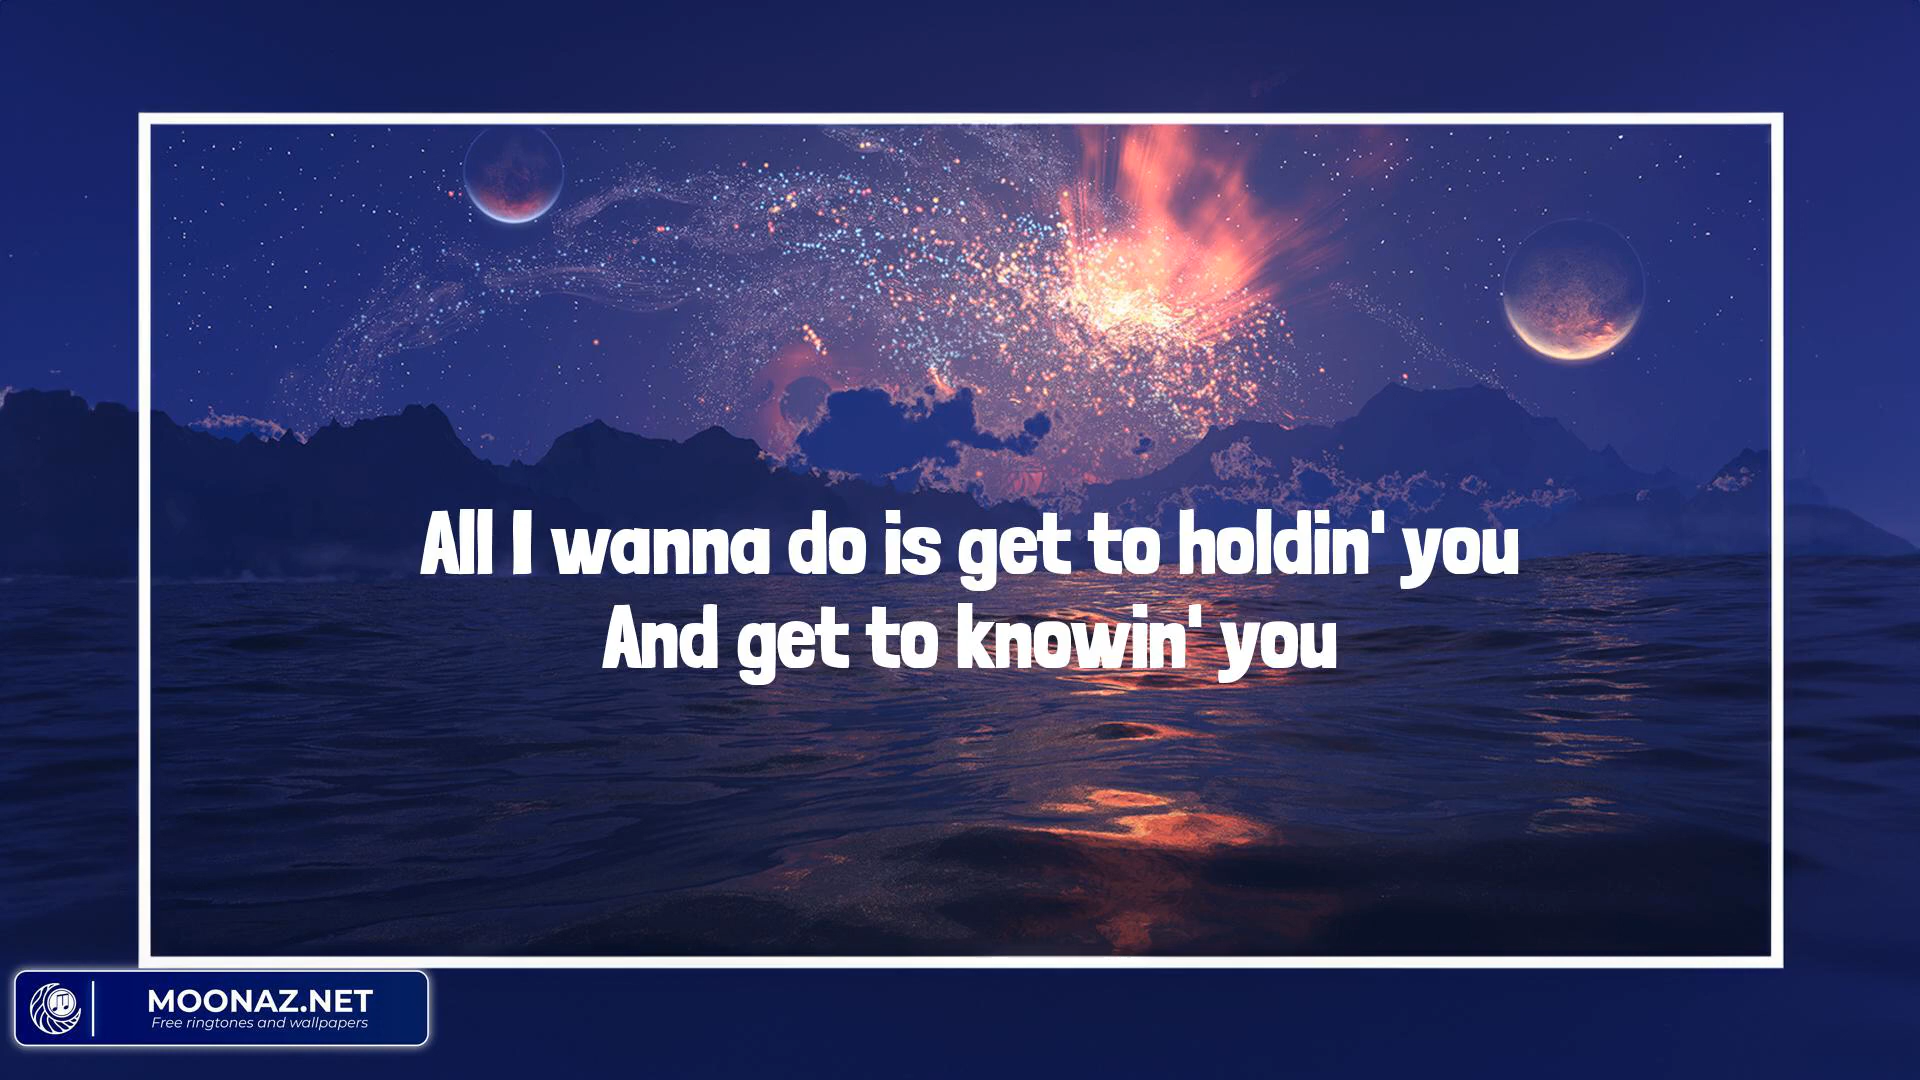 All I wanna do is get to holdin' you
And get to knowin' you
MOONAZ.NET
Free ringtones and wallpapers